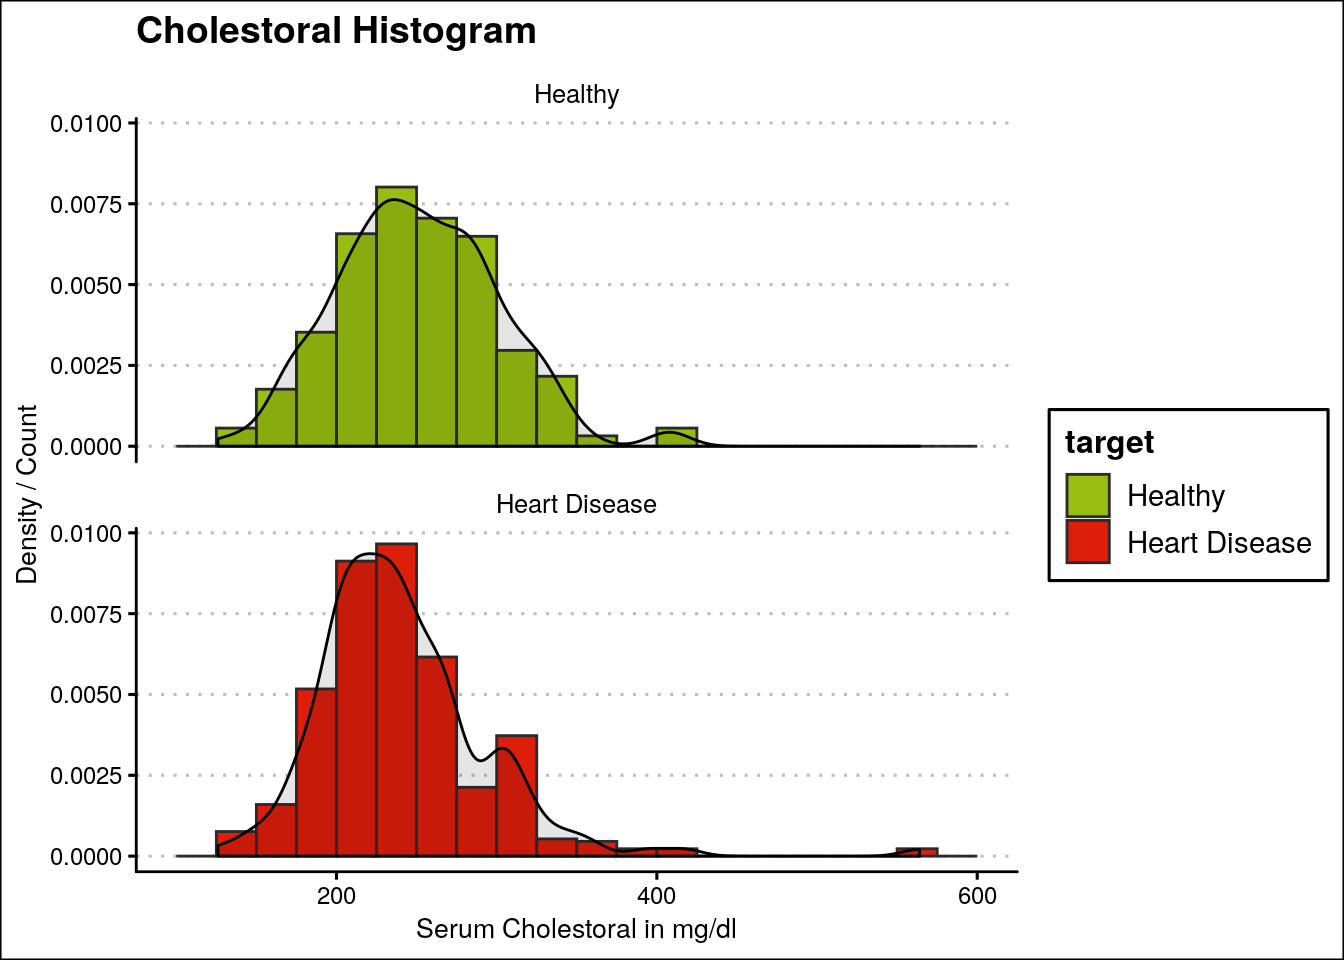 Cholestoral Histogram
Healthy
0.0100
0.0075
0.0050
0.0025
0.0000
Density / Count
Heart Disease
0.0100
0.0075
0.0050
0.0025
0.0000
200 400 600
Serum Cholestoral in mg/dl
target
Healthy
Heart Disease